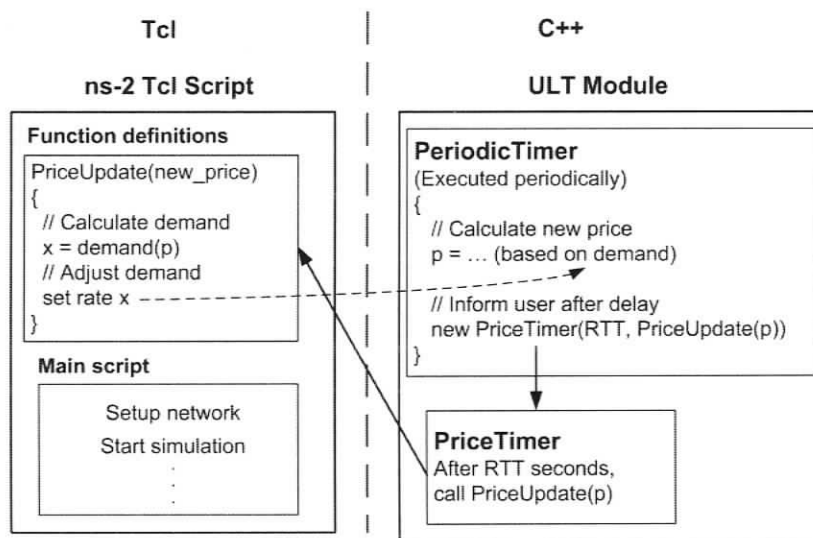 Tcl
ns-2 Tcl Script
Function definitions
PriceUpdate(new_price)
{
// Calculate demand
x = demand(p)
// Adjust demand
set rate x
}
Main script
Setup network
Start simulation
.
.
.
C++
ULT Module
PeriodicTimer
(Executed periodically)
{
// Calculate new price
p = ... (based on demand)
// Inform user after delay
new PriceTimer(RTT, PriceUpdate(p))
}
PriceTimer
After RTT seconds,
call PriceUpdate(p)